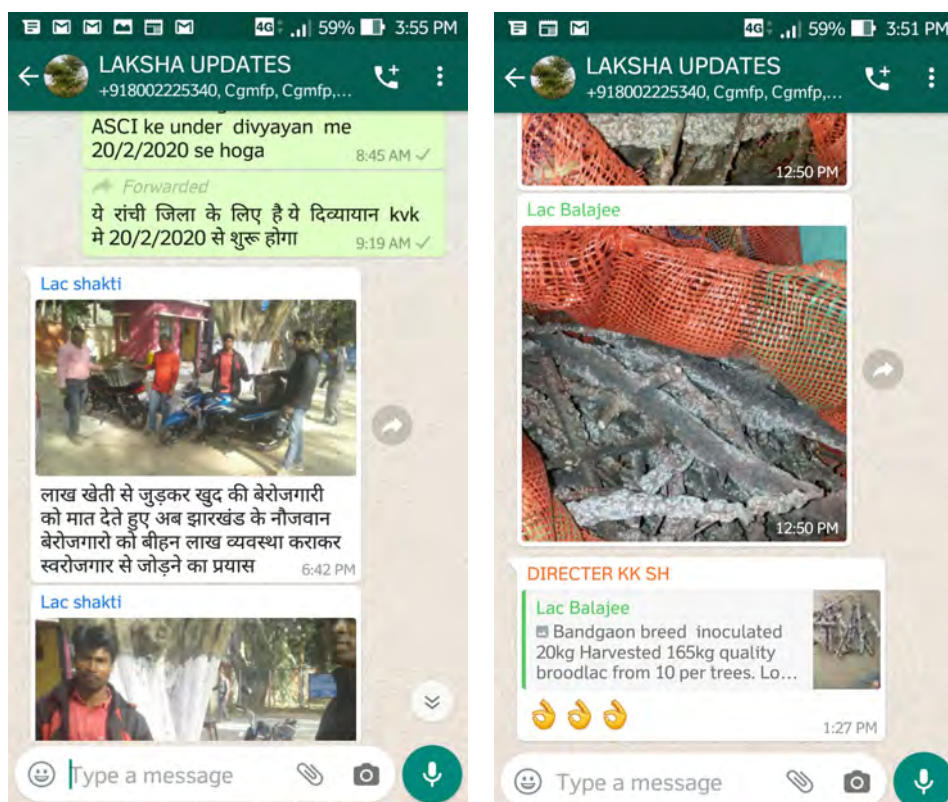 4G 59% 3:55 PM
LAKSHA UPDATES
+918002225340, Cgmfp, Cgmfp,...
ASCI ke under divyayan me
20/2/2020 se hoga
8:45 AM
Forwarded
ये रांची जिला के लिए है ये दिव्यायान kvk
मे 20/2/2020 से शुरू होगा
9:19 AM
Lac shakti
लाख खेती से जुड़कर खुद की बेरोजगारी
को मात देते हुए अब झारखंड के नौजवान
बेरोजगारो को बीहन लाख व्यवस्था कराकर
स्वरोजगार से जोड़ने का प्रयास
6:42 PM
Lac shakti
Type a message
4G 59% 3:51 PM
LAKSHA UPDATES
+918002225340, Cgmfp, Cgmfp,...
12:50 PM
Lac Balajee
12:50 PM
DIRECTER KK SH
Lac Balajee
Bandgaon breed inoculated
20kg Harvested 165kg quality
broodlac from 10 per trees. Lo...
1:27 PM
Type a message